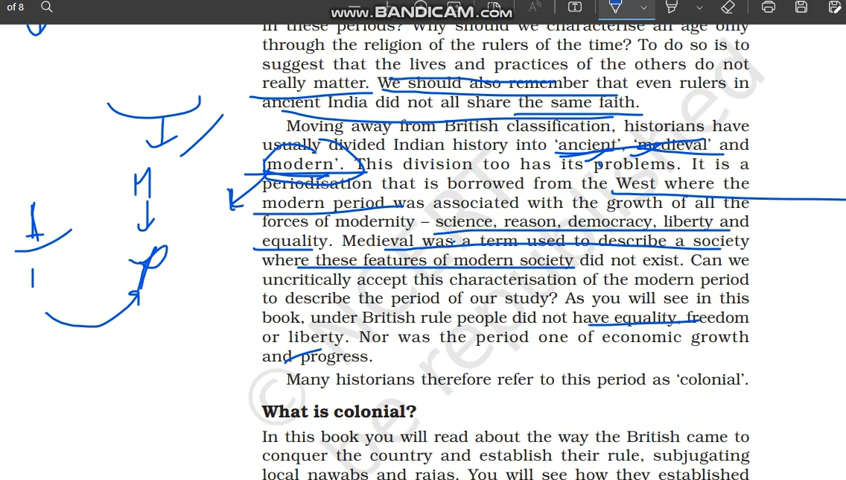 of 8
www.BANDICAM.com
in these periods? Why should we characterise an age only
through the religion of the rulers of the time? To do so is to
suggest that the lives and practices of the others do not
really matter. We should also remember that even rulers in
ancient India did not all share the same faith.
Moving away from British classification, historians have
usually divided Indian history into ‘ancient’, ‘medieval’ and
‘modern’. This division too has its problems. It is a
periodisation that is borrowed from the West where the
modern period was associated with the growth of all the
forces of modernity – science, reason, democracy, liberty and
equality. Medieval was a term used to describe a society
where these features of modern society did not exist. Can we
uncritically accept this characterisation of the modern period
to describe the period of our study? As you will see in this
book, under British rule people did not have equality, freedom
or liberty. Nor was the period one of economic growth
and progress.
Many historians therefore refer to this period as ‘colonial’.
What is colonial?
In this book you will read about the way the British came to
conquer the country and establish their rule, subjugating
local nawabs and rajas. You will see how they established
© NCERT
be republished
M